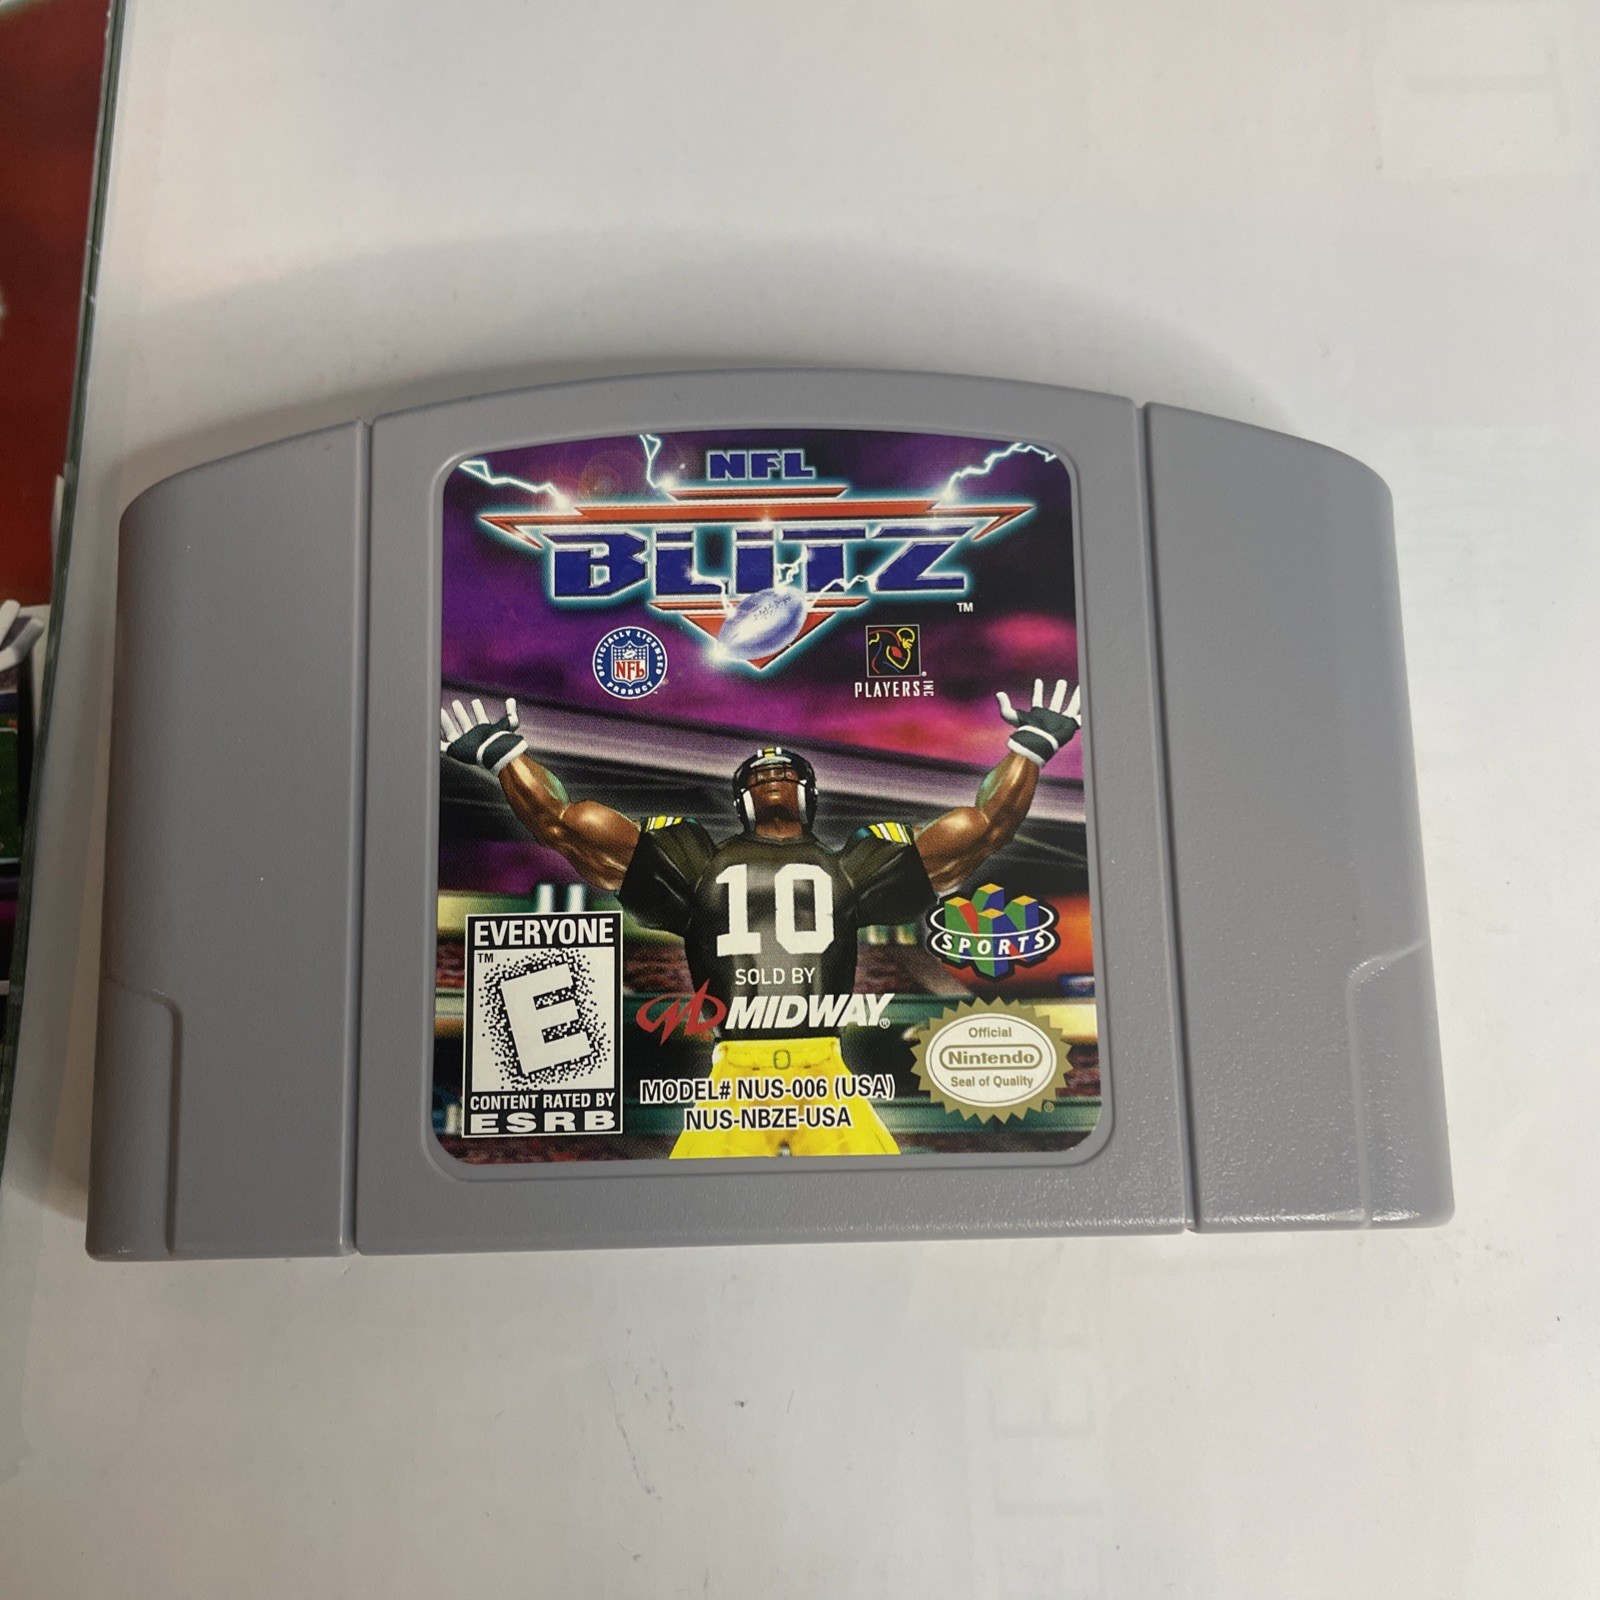 NFL
BLITZ
TM
OFFICIALLY LICENSED
NFL
PRODUCT
PLAYERS INC
10
EVERYONE
TM
E
CONTENT RATED BY
ESRB
SOLD BY
MIDWAY®
MODEL# NUS-006 (USA)
NUS-NBZE-USA
SPORTS
Official
Nintendo
Seal of Quality
®